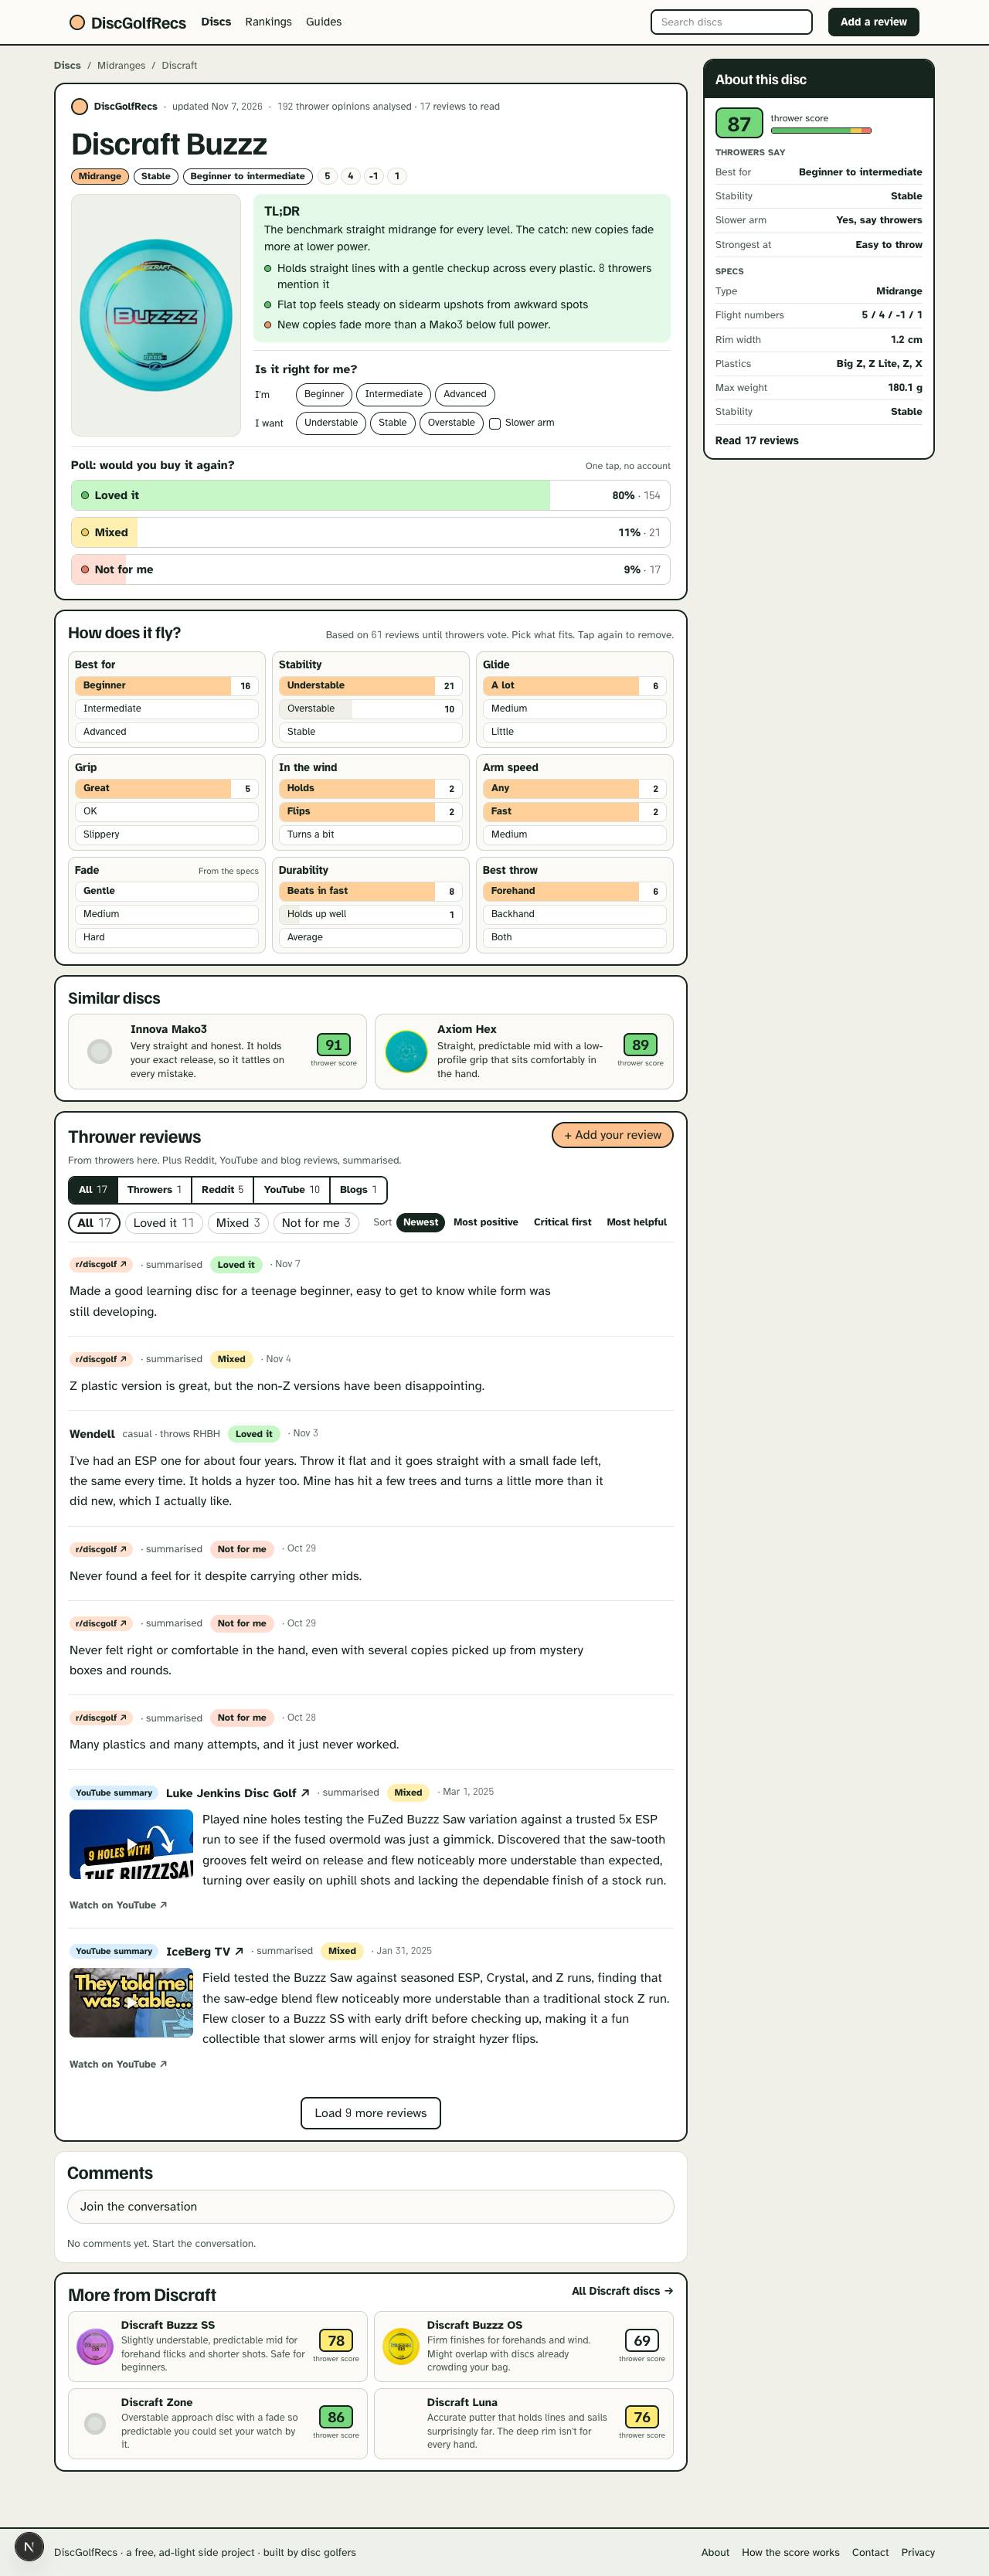 DiscGolfRecs
Discs
Rankings
Guides
Search discs
Add a review
Discs / Midranges / Discraft
DiscGolfRecs · updated Nov 7, 2026 · 192 thrower opinions analysed · 17 reviews to read
Discraft Buzzz
Midrange
Stable
Beginner to intermediate
5
4
-1
1
DISCRAFT
BUZZZ
TL;DR
The benchmark straight midrange for every level. The catch: new copies fade
more at lower power.
Holds straight lines with a gentle checkup across every plastic. 8 throwers
mention it
Flat top feels steady on sidearm upshots from awkward spots
New copies fade more than a Mako3 below full power.
Is it right for me?
I'm
Beginner
Intermediate
Advanced
I want
Understable
Stable
Overstable
Slower arm
Poll: would you buy it again?
One tap, no account
Loved it
80% · 154
Mixed
11% · 21
Not for me
9% · 17
How does it fly?
Based on 61 reviews until throwers vote. Pick what fits. Tap again to remove.
Best for
Beginner 16
Intermediate
Advanced
Stability
Understable 21
Overstable 10
Stable
Glide
A lot 6
Medium
Little
Grip
Great 5
OK
Slippery
In the wind
Holds 2
Flips 2
Turns a bit
Arm speed
Any 2
Fast 2
Medium
Fade
From the specs
Gentle
Medium
Hard
Durability
Beats in fast 8
Holds up well 1
Average
Best throw
Forehand 6
Backhand
Both
Similar discs
Innova Mako3
Very straight and honest. It holds
your exact release, so it tattles on
every mistake.
91
thrower score
Axiom Hex
Straight, predictable mid with a low-
profile grip that sits comfortably in
the hand.
89
thrower score
Thrower reviews
+ Add your review
From throwers here. Plus Reddit, YouTube and blog reviews, summarised.
All 17
Throwers 1
Reddit 5
YouTube 10
Blogs 1
All 17
Loved it 11
Mixed 3
Not for me 3
Sort
Newest
Most positive
Critical first
Most helpful
r/discgolf ↗ · summarised Loved it · Nov 7
Made a good learning disc for a teenage beginner, easy to get to know while form was
still developing.
r/discgolf ↗ · summarised Mixed · Nov 4
Z plastic version is great, but the non-Z versions have been disappointing.
Wendell casual · throws RHBH Loved it · Nov 3
I've had an ESP one for about four years. Throw it flat and it goes straight with a small fade left,
the same every time. It holds a hyzer too. Mine has hit a few trees and turns a little more than it
did new, which I actually like.
r/discgolf ↗ · summarised Not for me · Oct 29
Never found a feel for it despite carrying other mids.
r/discgolf ↗ · summarised Not for me · Oct 29
Never felt right or comfortable in the hand, even with several copies picked up from mystery
boxes and rounds.
r/discgolf ↗ · summarised Not for me · Oct 28
Many plastics and many attempts, and it just never worked.
YouTube summary Luke Jenkins Disc Golf ↗ · summarised Mixed · Mar 1, 2025
9 HOLES WITH
THE BUZZZSA
Played nine holes testing the FuZed Buzzz Saw variation against a trusted 5x ESP
run to see if the fused overmold was just a gimmick. Discovered that the saw-tooth
grooves felt weird on release and flew noticeably more understable than expected,
turning over easily on uphill shots and lacking the dependable finish of a stock run.
Watch on YouTube ↗
YouTube summary IceBerg TV ↗ · summarised Mixed · Jan 31, 2025
They told me i
was stable...
Field tested the Buzzz Saw against seasoned ESP, Crystal, and Z runs, finding that
the saw-edge blend flew noticeably more understable than a traditional stock Z run.
Flew closer to a Buzzz SS with early drift before checking up, making it a fun
collectible that slower arms will enjoy for straight hyzer flips.
Watch on YouTube ↗
Load 9 more reviews
Comments
Join the conversation
No comments yet. Start the conversation.
More from Discraft
All Discraft discs →
Discraft Buzzz SS
Slightly understable, predictable mid for
forehand flicks and shorter shots. Safe for
beginners.
78
thrower score
Discraft Buzzz OS
Firm finishes for forehands and wind.
Might overlap with discs already
crowding your bag.
69
thrower score
Discraft Zone
Overstable approach disc with a fade so
predictable you could set your watch by
it.
86
thrower score
Discraft Luna
Accurate putter that holds lines and sails
surprisingly far. The deep rim isn't for
every hand.
76
thrower score
About this disc
87
thrower score
THROWERS SAY
Best for Beginner to intermediate
Stability Stable
Slower arm Yes, say throwers
Strongest at Easy to throw
SPECS
Type Midrange
Flight numbers 5 / 4 / -1 / 1
Rim width 1.2 cm
Plastics Big Z, Z Lite, Z, X
Max weight 180.1 g
Stability Stable
Read 17 reviews
N
DiscGolfRecs · a free, ad-light side project · built by disc golfers
About
How the score works
Contact
Privacy